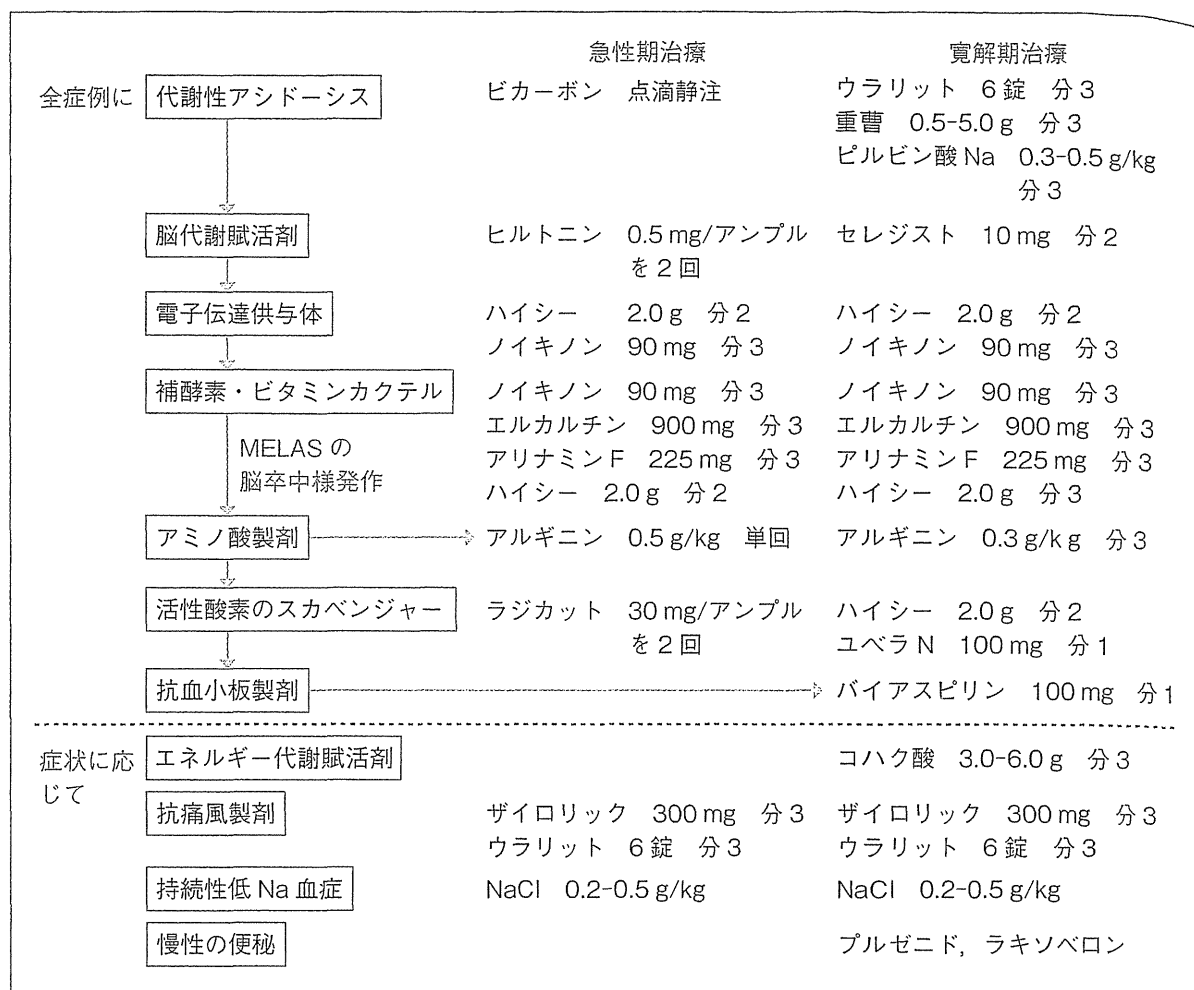 急性期治療 寛解期治療
全症例に 代謝性アシドーシス ビカーボン 点滴静注 ウラリット 6錠 分3
重曹 0.5-5.0 g 分3
ピルビン酸 Na 0.3-0.5 g/kg
分3
脳代謝賦活剤 ヒルトニン 0.5 mg/アンプル セレジスト 10 mg 分2
を2回
電子伝達供与体 ハイシー 2.0 g 分2 ハイシー 2.0 g 分2
ノイキノン 90 mg 分3 ノイキノン 90 mg 分3
補酵素・ビタミンカクテル ノイキノン 90 mg 分3 ノイキノン 90 mg 分3
エルカルチン 900 mg 分3 エルカルチン 900 mg 分3
MELAS の アリナミン F 225 mg 分3 アリナミン F 225 mg 分3
脳卒中様発作 ハイシー 2.0 g 分2 ハイシー 2.0 g 分3
アミノ酸製剤 アルギニン 0.5 g/kg 単回 アルギニン 0.3 g/k g 分3
活性酸素のスカベンジャー ラジカット 30 mg/アンプル ハイシー 2.0 g 分2
を2回 ユベラ N 100 mg 分1
抗血小板製剤 バイアスピリン 100 mg 分1
症状に応 エネルギー代謝賦活剤 コハク酸 3.0-6.0 g 分3
じて
抗痛風製剤 ザイロリック 300 mg 分3 ザイロリック 300 mg 分3
ウラリット 6錠 分3 ウラリット 6錠 分3
持続性低 Na 血症 NaCl 0.2-0.5 g/kg NaCl 0.2-0.5 g/kg
慢性の便秘 プルゼニド,ラキソベロン